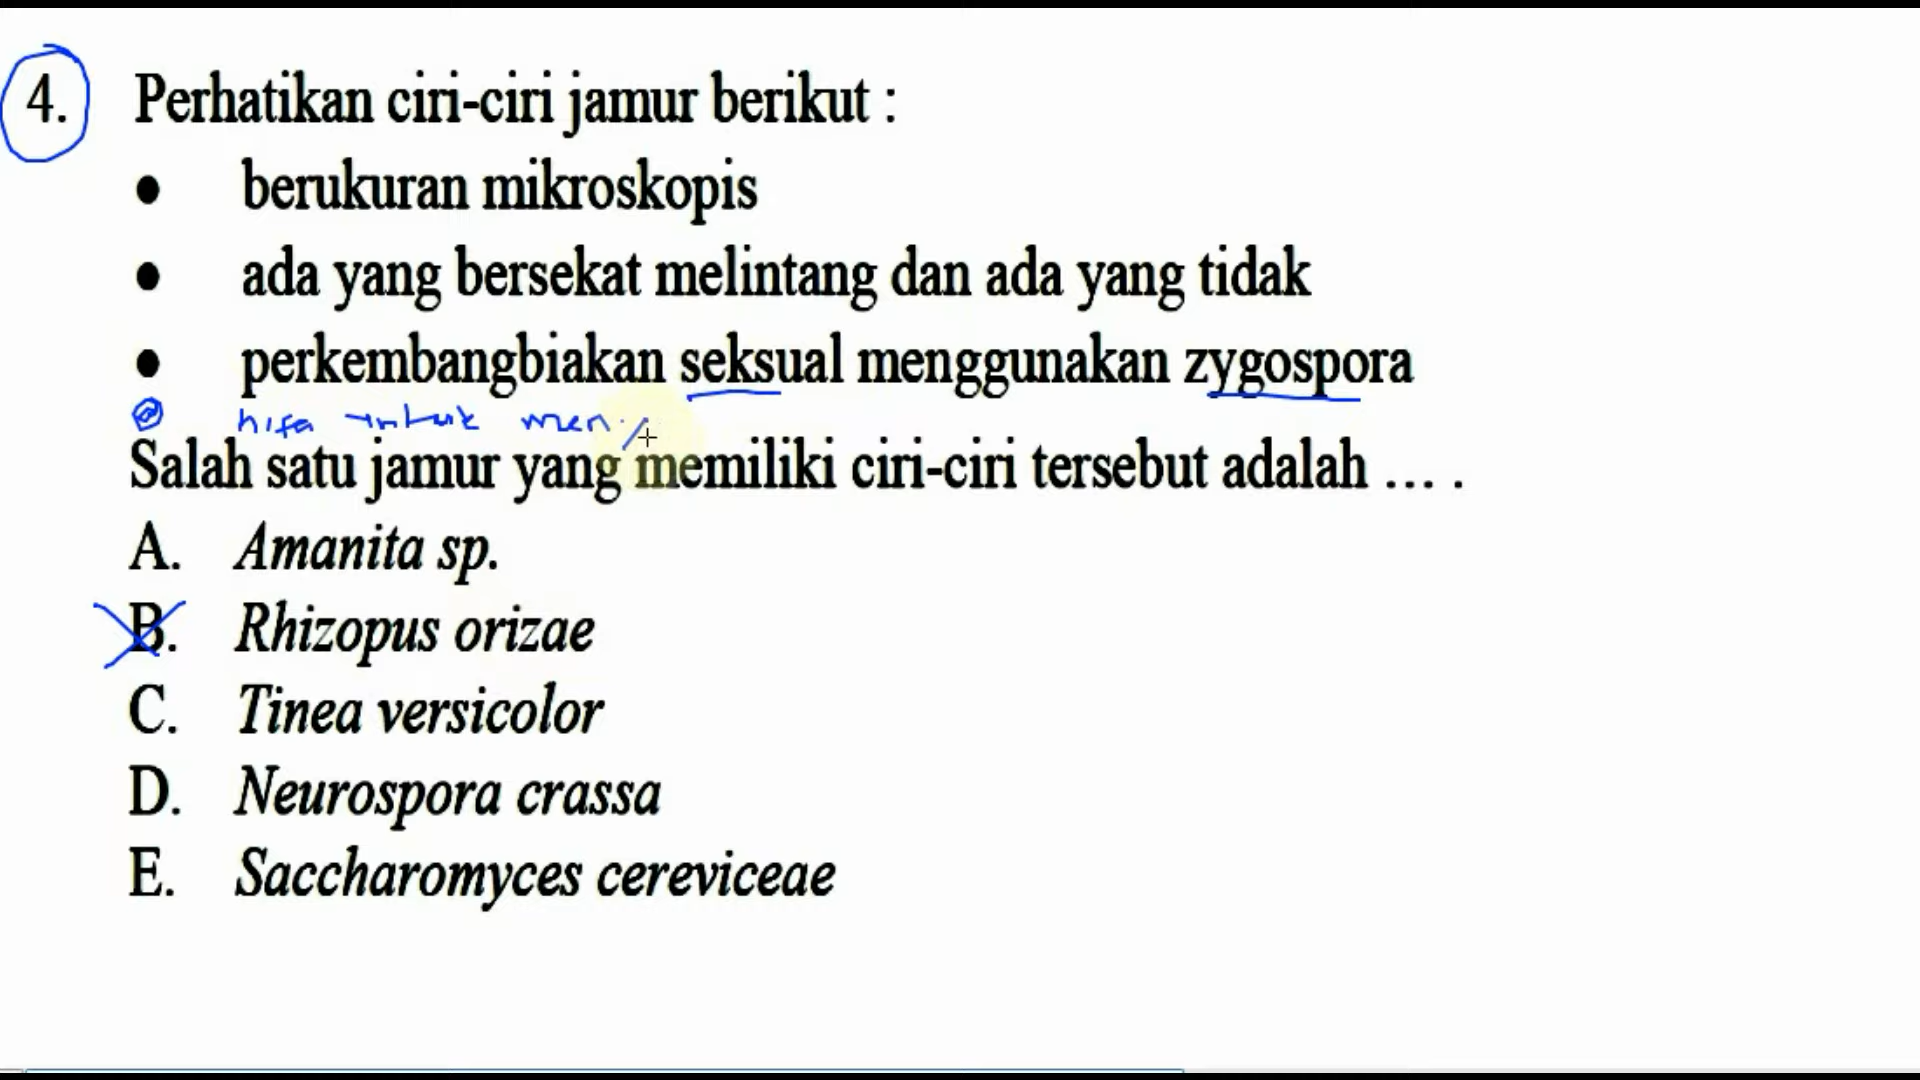 4. Perhatikan ciri-ciri jamur berikut :
• berukuran mikroskopis
• ada yang bersekat melintang dan ada yang tidak
• perkembangbiakan seksual menggunakan zygospora
hifa untuk men
Salah satu jamur yang memiliki ciri-ciri tersebut adalah ... .
A. Amanita sp.
B. Rhizopus orizae
C. Tinea versicolor
D. Neurospora crassa
E. Saccharomyces cereviceae